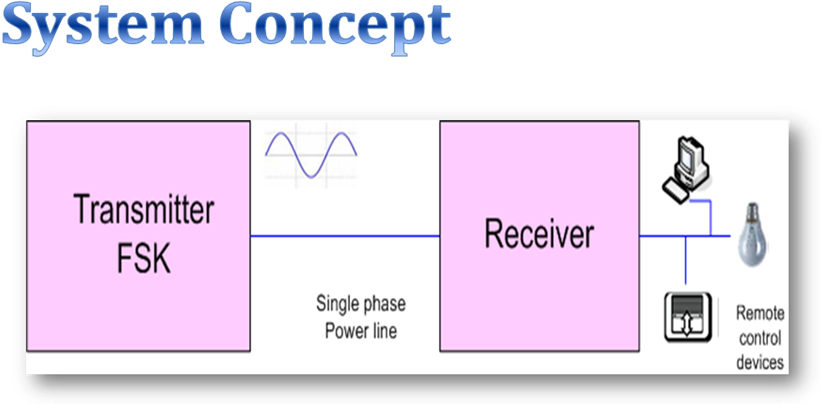 System Concept
Transmitter
FSK
Single phase
Power line
Receiver
Remote
control
devices